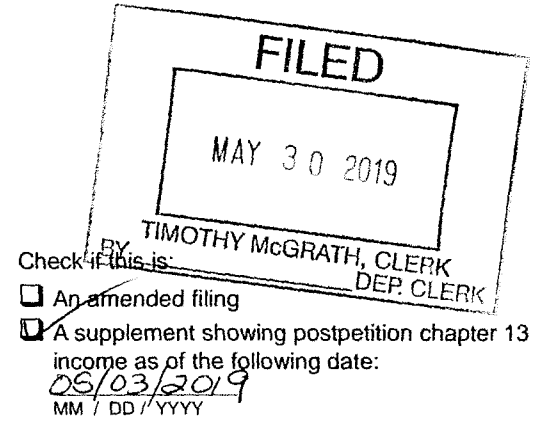 FILED
MAY 30 2019
TIMOTHY McGRATH, CLERK
BY DEP. CLERK
Check if this is:
An amended filing
A supplement showing postpetition chapter 13
income as of the following date:
05/03/2019
MM / DD / YYYY